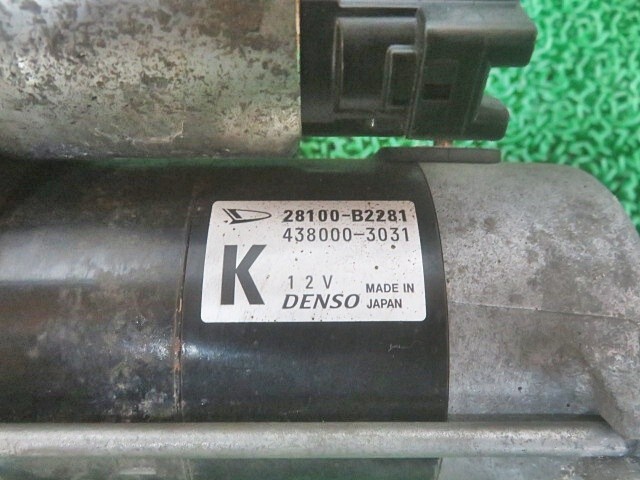 28100-B2281
438000-3031
K
12V
DENSO
MADE IN
JAPAN